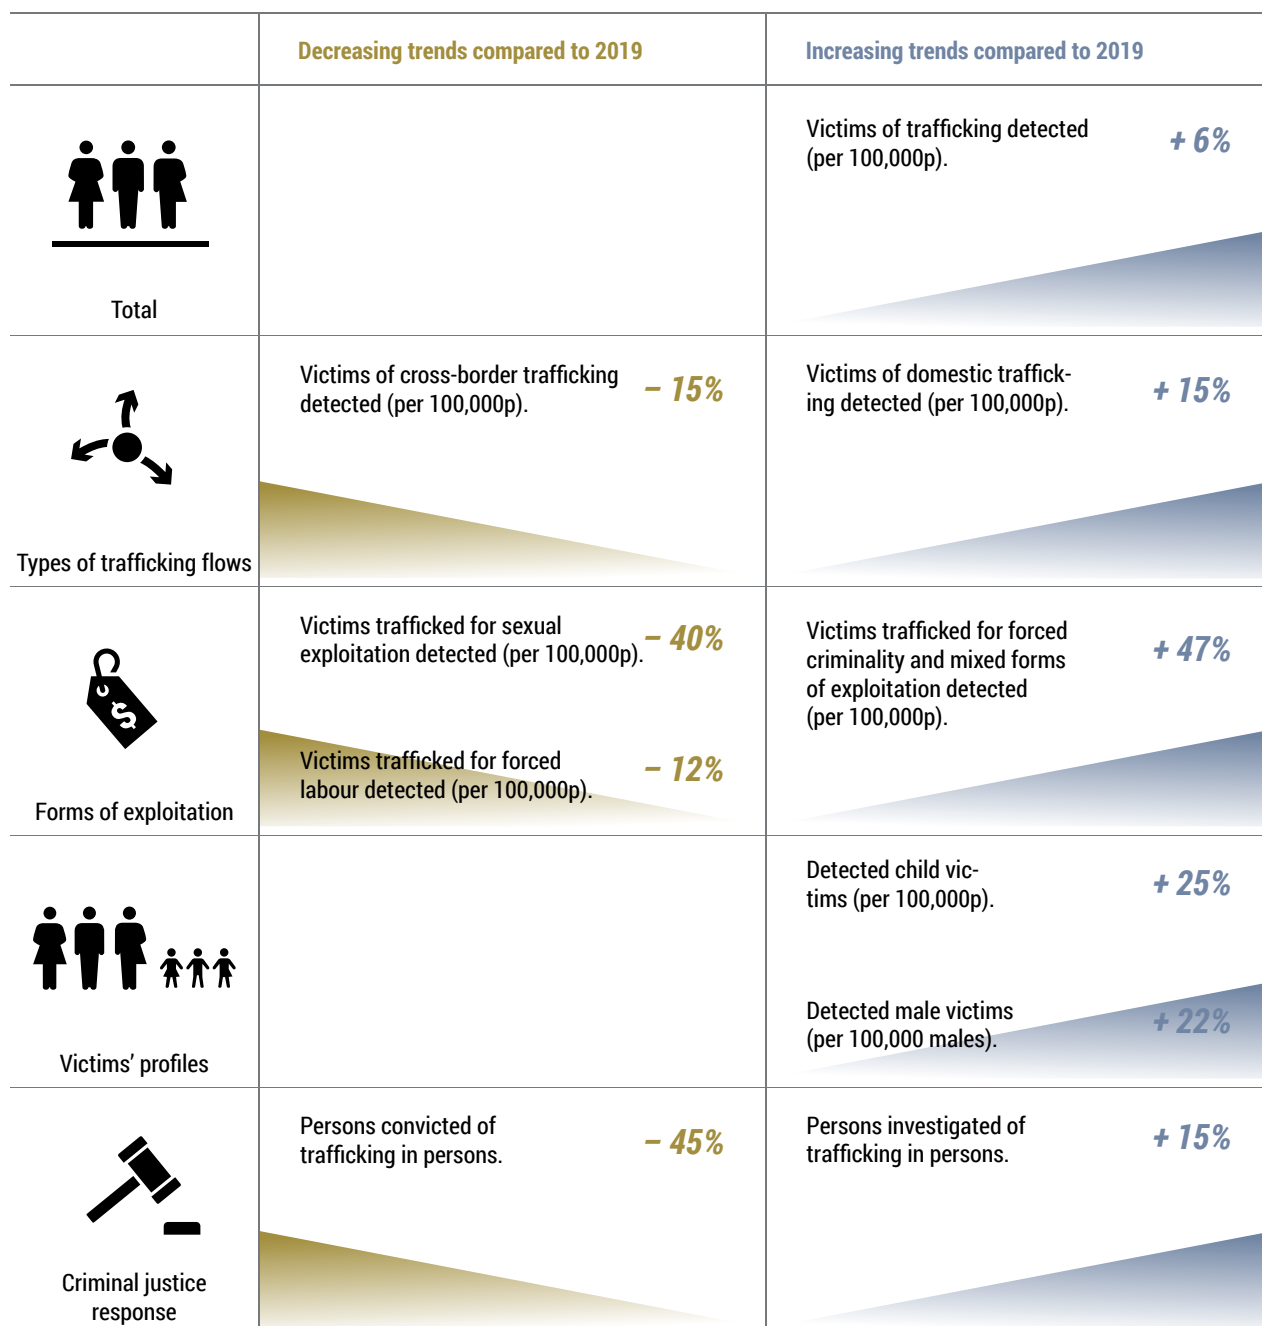 Decreasing trends compared to 2019
Increasing trends compared to 2019
Total
Victims of trafficking detected
(per 100,000p).
+ 6%
Types of trafficking flows
Victims of cross-border trafficking
detected (per 100,000p).
– 15%
Victims of domestic traffick-
ing detected (per 100,000p).
+ 15%
$
Forms of exploitation
Victims trafficked for sexual
exploitation detected (per 100,000p).
– 40%
Victims trafficked for forced
labour detected (per 100,000p).
– 12%
Victims trafficked for forced
criminality and mixed forms
of exploitation detected
(per 100,000p).
+ 47%
Victims’ profiles
Detected child vic-
tims (per 100,000p).
+ 25%
Detected male victims
(per 100,000 males).
+ 22%
Criminal justice
response
Persons convicted of
trafficking in persons.
– 45%
Persons investigated of
trafficking in persons.
+ 15%